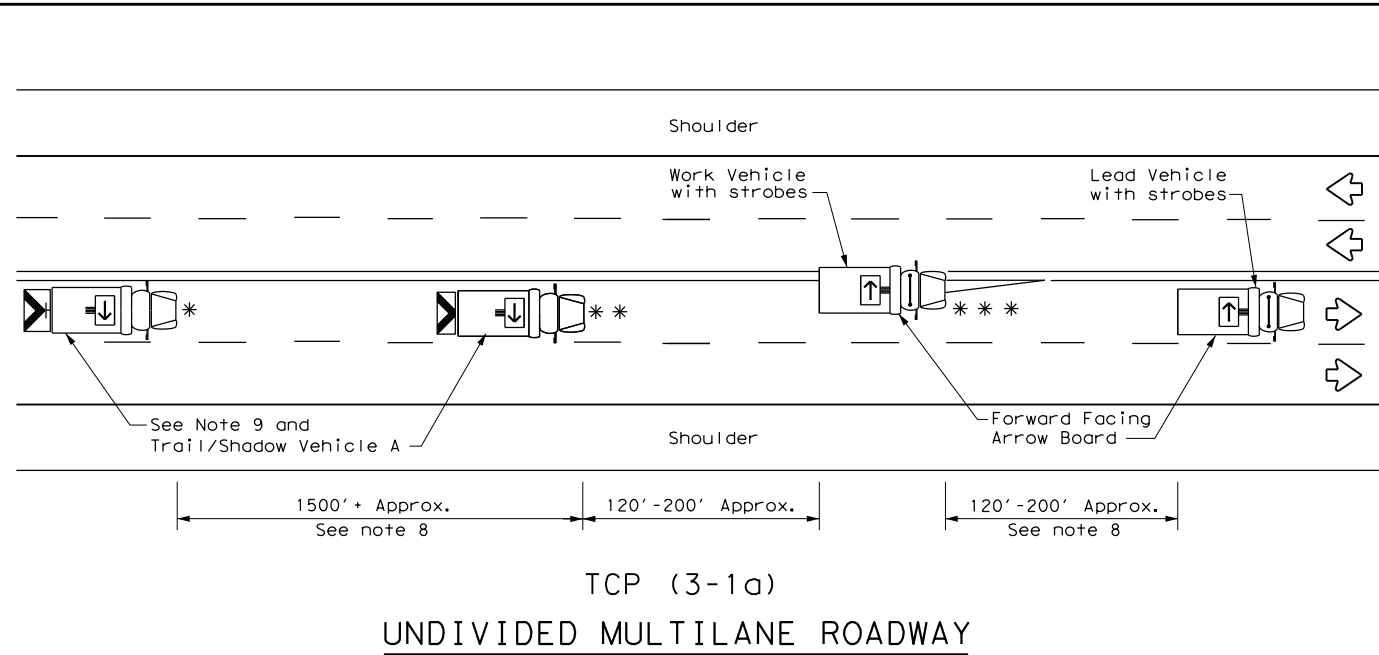 Shoulder
Work Vehicle
with strobes
Lead Vehicle
with strobes
*
* *
* * *
See Note 9 and
Trail/Shadow Vehicle A
Shoulder
Forward Facing
Arrow Board
1500'+ Approx.
See note 8
120'-200' Approx.
120'-200' Approx.
See note 8
TCP (3-1a)
UNDIVIDED MULTILANE ROADWAY